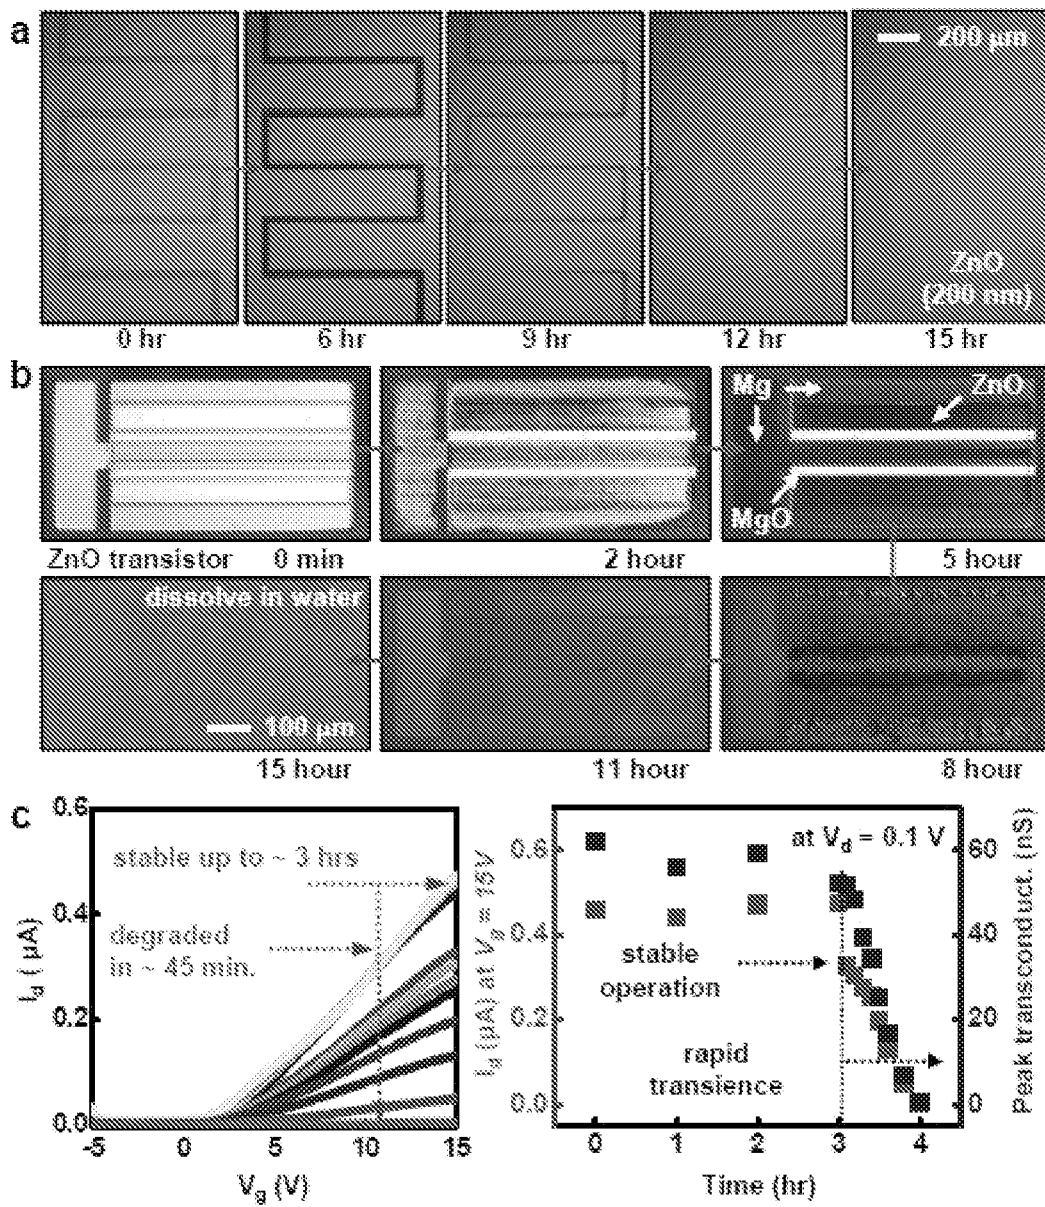 a
200 µm
ZnO
(200 nm)
0 hr
6 hr
9 hr
12 hr
15 hr
b
Mg
ZnO
MgO
ZnO transistor
0 min
2 hour
5 hour
dissolve in water
100 µm
15 hour
11 hour
8 hour
c
0.6
0.4
0.2
0.0
I_d (µA)
stable up to ~ 3 hrs
degraded
in ~ 45 min.
-5
0
5
10
15
V_g (V)
at V_d = 0.1 V
0.6
0.4
0.2
0.0
(µA) at V_g = 15V
stable
operation
rapid
transience
80
40
20
0
Peak transconduct. (nS)
0
1
2
3
4
Time (hr)